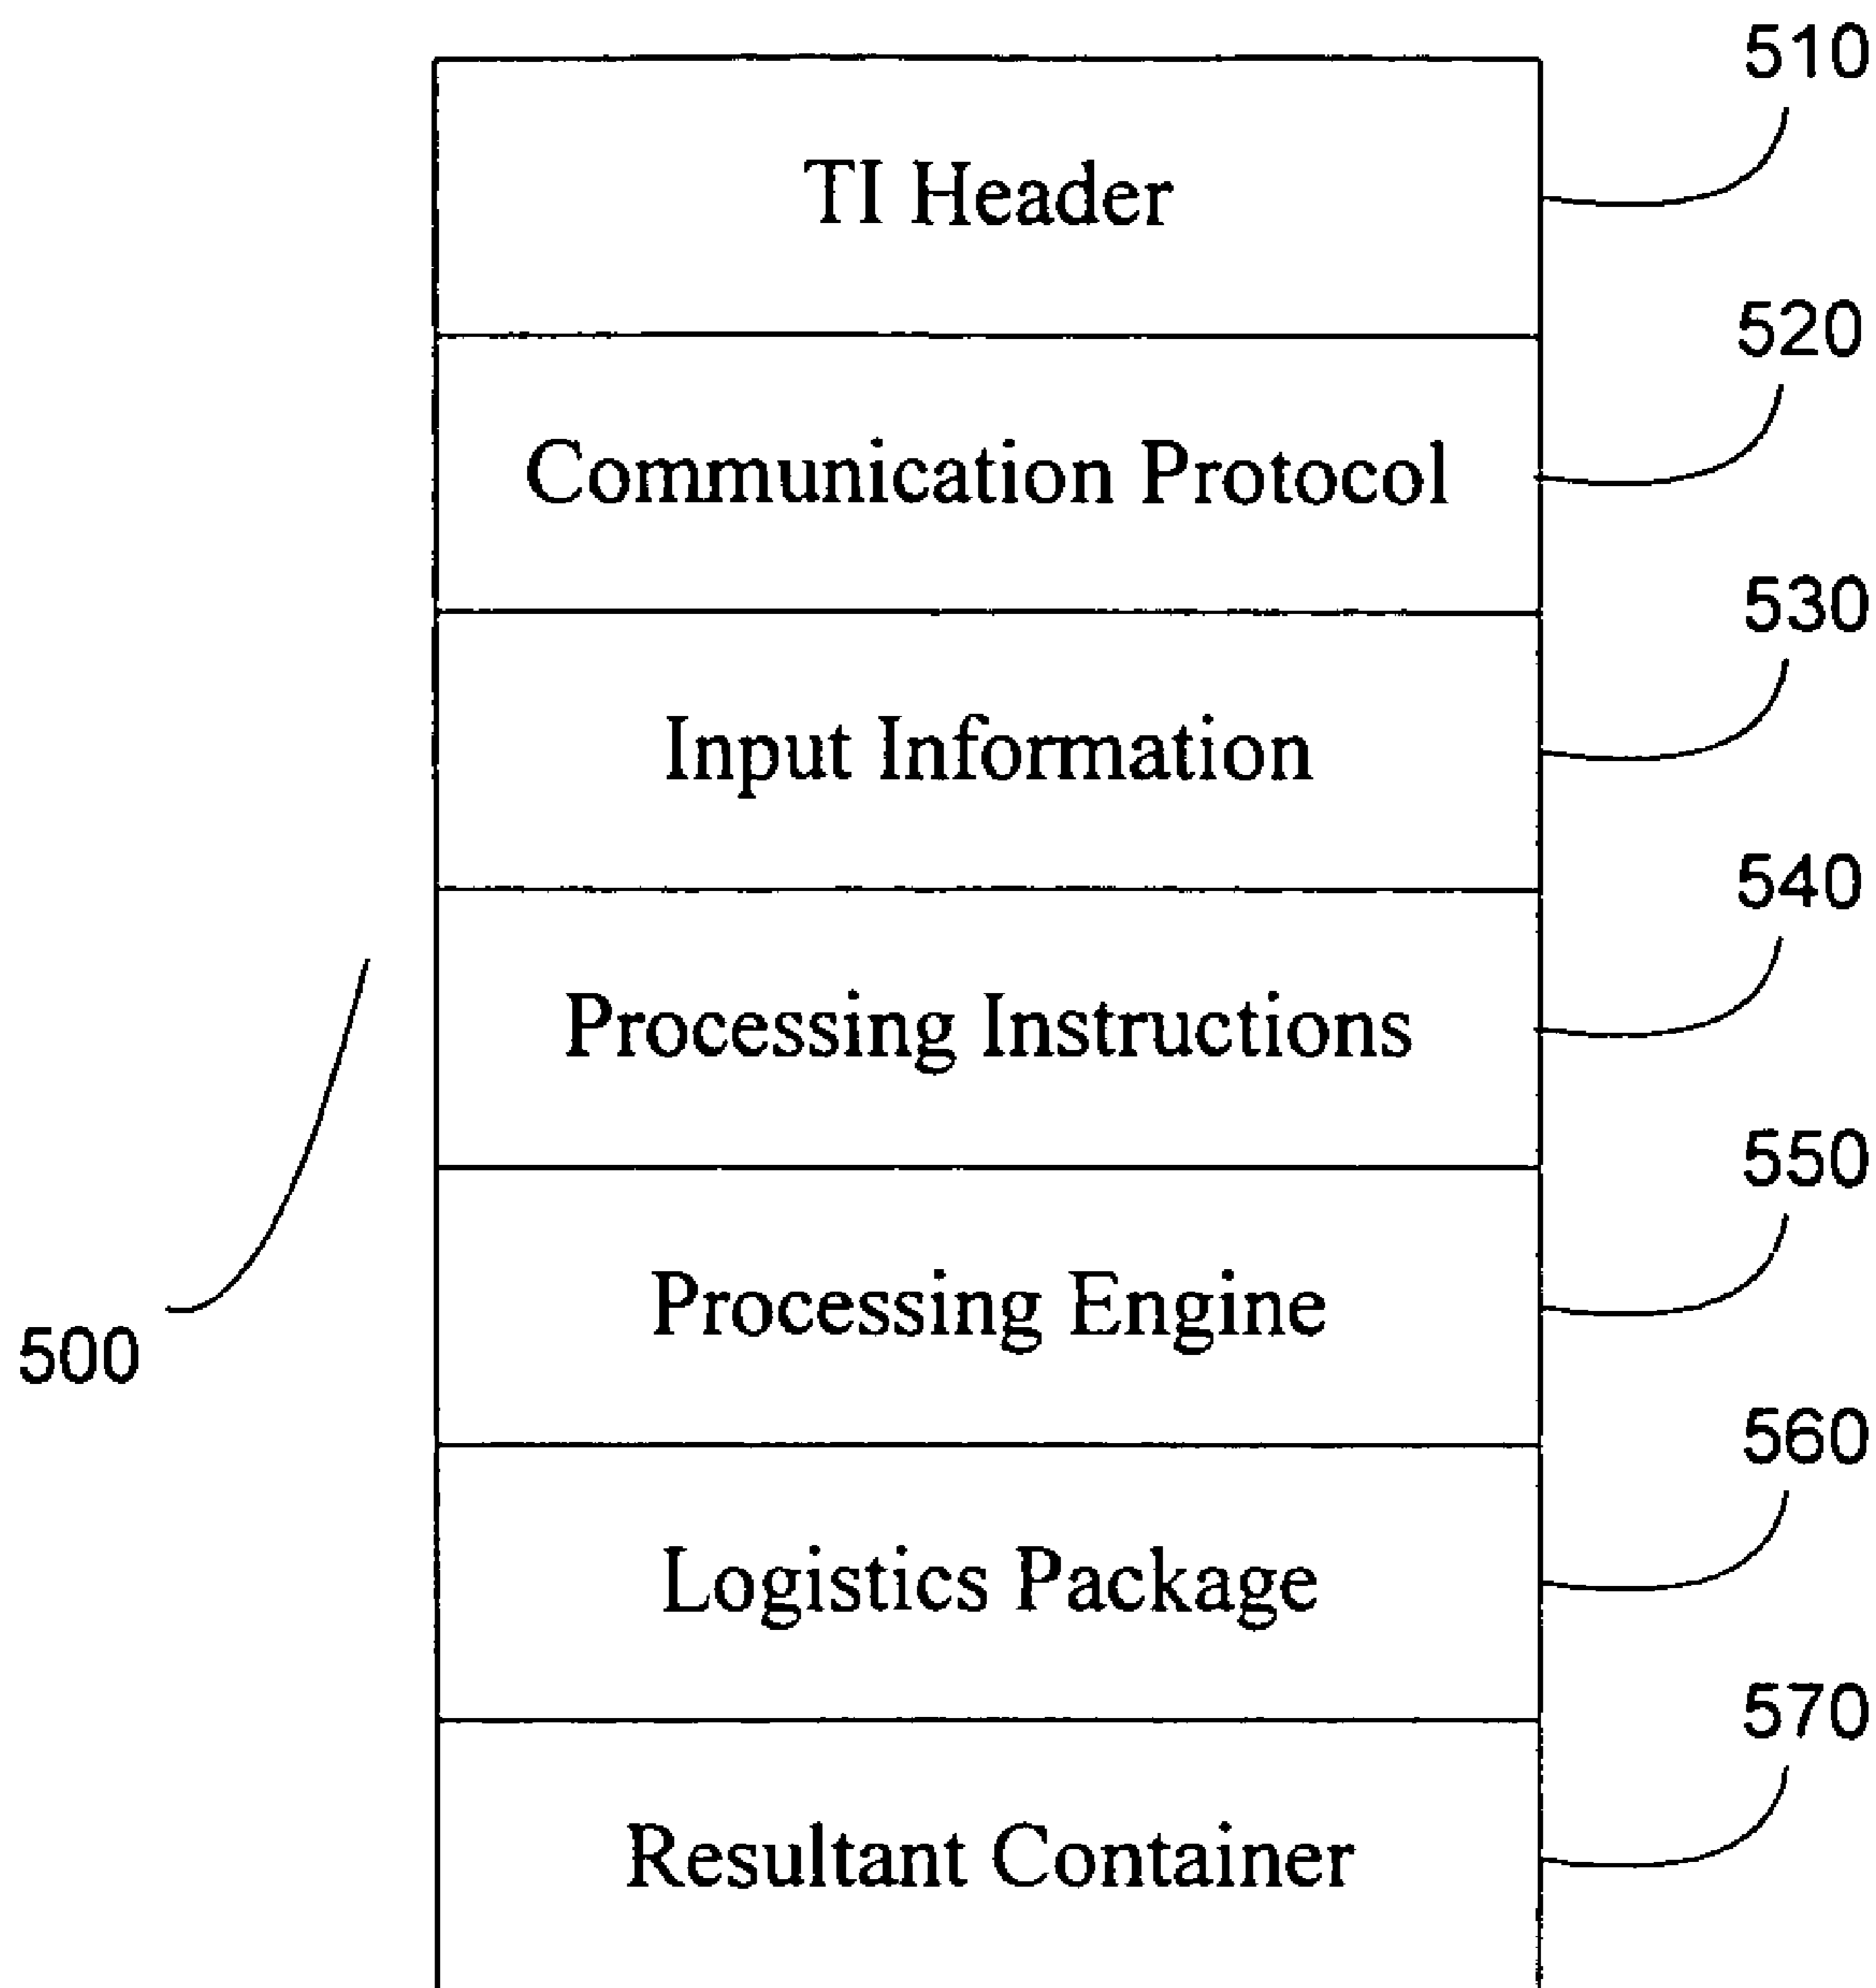 510
TI Header
520
Communication Protocol
530
Input Information
540
Processing Instructions
550
Processing Engine
500
560
Logistics Package
570
Resultant Container